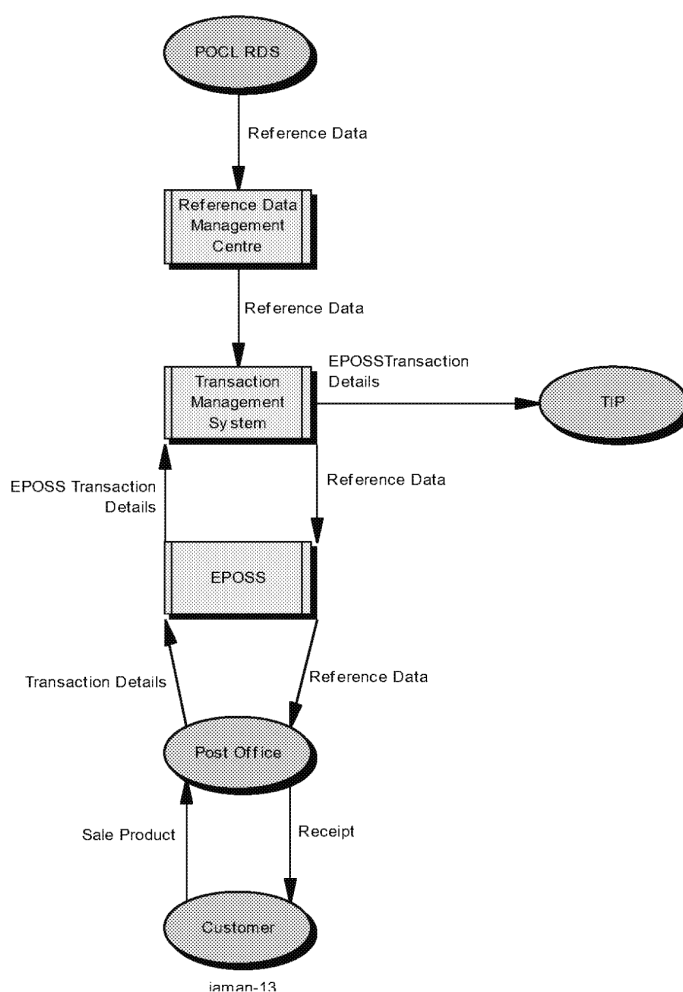 POCL RDS
Reference Data
Reference Data
Management
Centre
Reference Data
EPOSSTransaction
Details
Transaction
Management
System
TIP
EPOSS Transaction
Details
Reference Data
EPOSS
Transaction Details
Reference Data
Post Office
Sale Product
Receipt
Customer
iaman-13